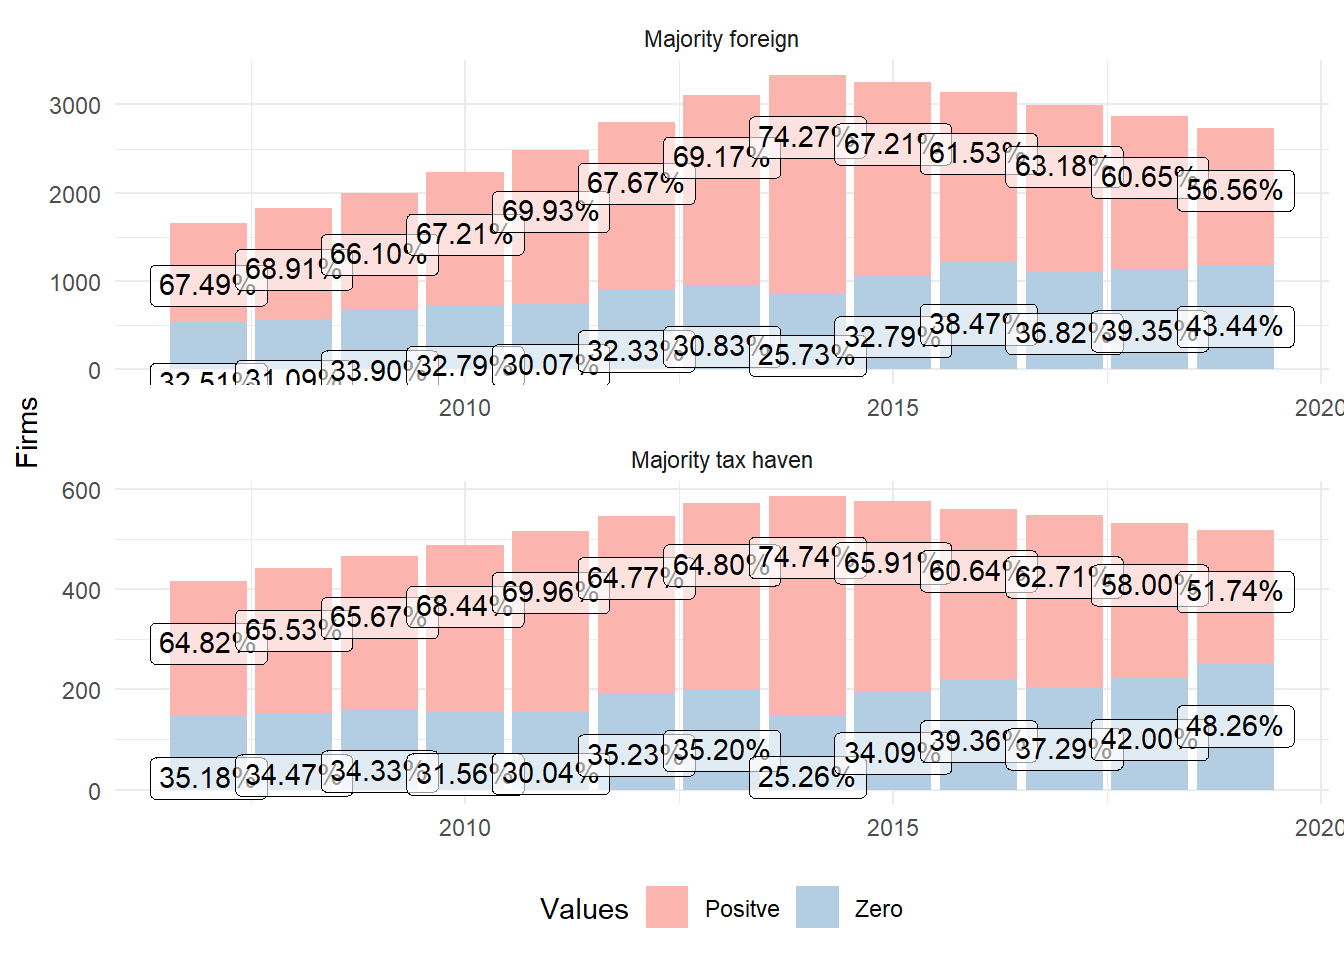 Majority foreign
Firms
3000
2000
1000
0
67.49% 68.91% 66.10% 67.21% 69.93% 67.67% 69.17% 74.27% 67.21% 61.53% 63.18% 60.65% 56.56%
32.51% 31.09% 33.90% 32.79% 30.07% 32.33% 30.83% 25.73% 32.79% 38.47% 36.82% 39.35% 43.44%
2010 2015 2020
Majority tax haven
600
400
200
0
64.82% 65.53% 65.67% 68.44% 69.96% 64.77% 64.80% 74.74% 65.91% 60.64% 62.71% 58.00% 51.74%
35.18% 34.47% 34.33% 31.56% 30.04% 35.23% 35.20% 25.26% 34.09% 39.36% 37.29% 42.00% 48.26%
2010 2015 2020
Values Positve Zero